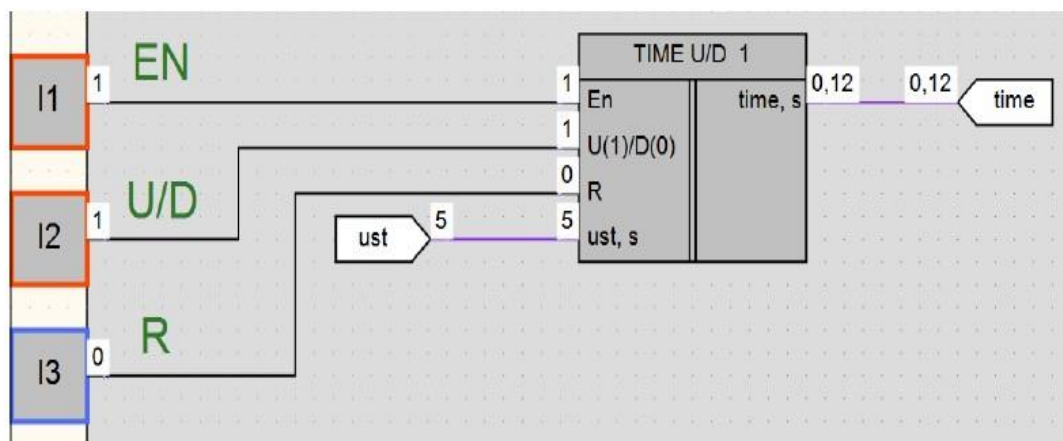 EN
TIME U/D 1
I1
1
1
En
time, s
0,12
0,12
time
1
U(1)/D(0)
U/D
0
R
I2
1
ust
5
5
ust, s
R
I3
0